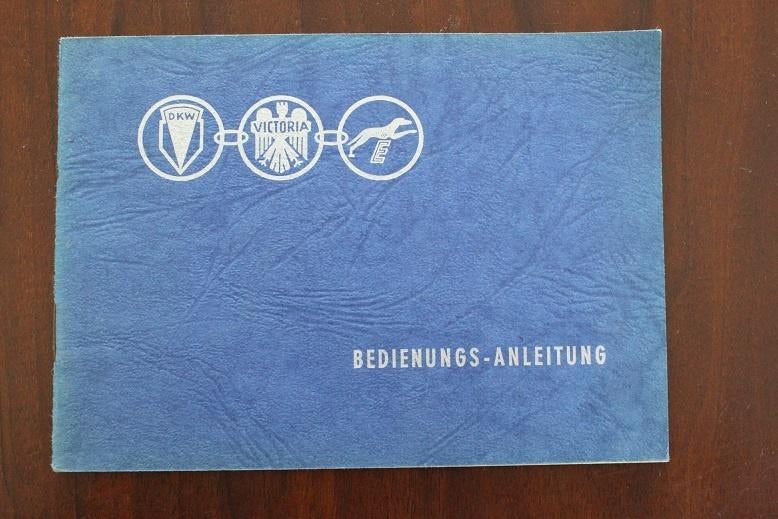 DKW
VICTORIA
E
BEDIENUNGS-ANLEITUNG